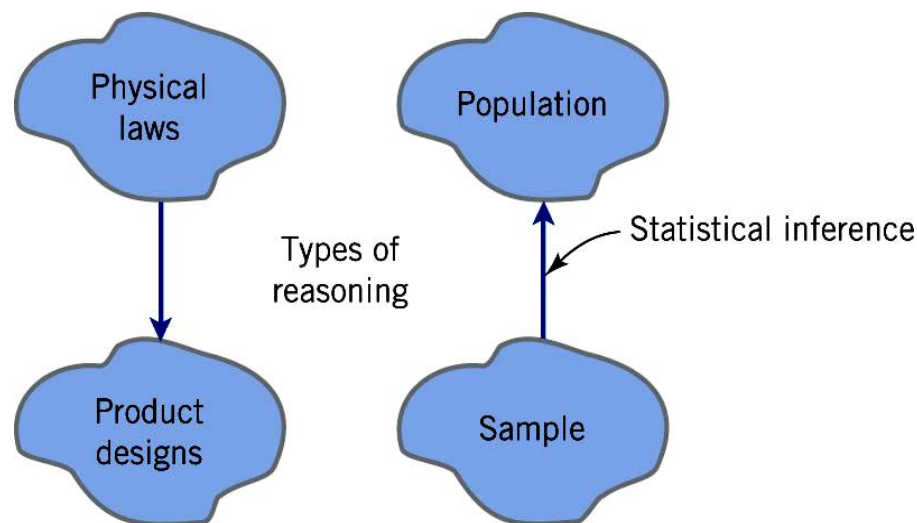 Physical
laws
Population
Types of
reasoning
Statistical inference
Product
designs
Sample